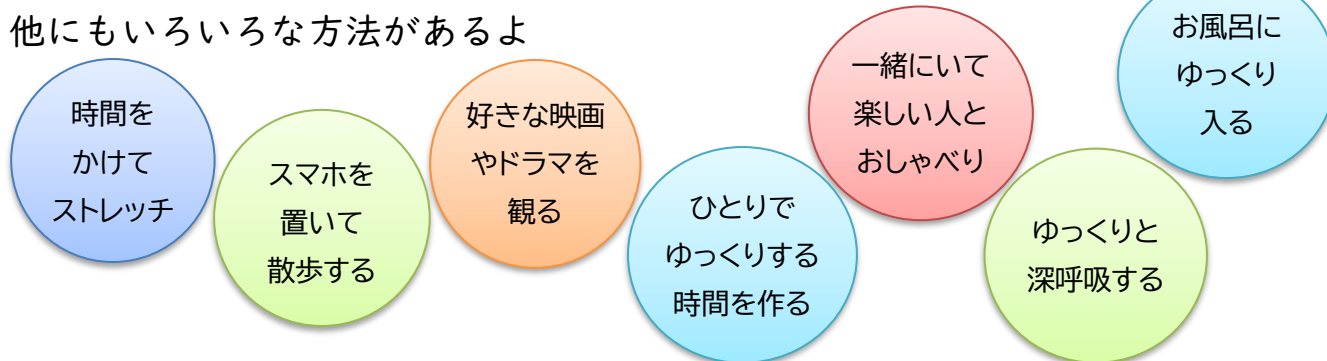 他にもいろいろな方法があるよ
時間を
かけて
ストレッチ
スマホを
置いて
散歩する
好きな映画
やドラマを
観る
ひとりで
ゆっくりする
時間を作る
一緒にいて
楽しい人と
おしゃべり
ゆっくりと
深呼吸する
お風呂に
ゆっくり
入る